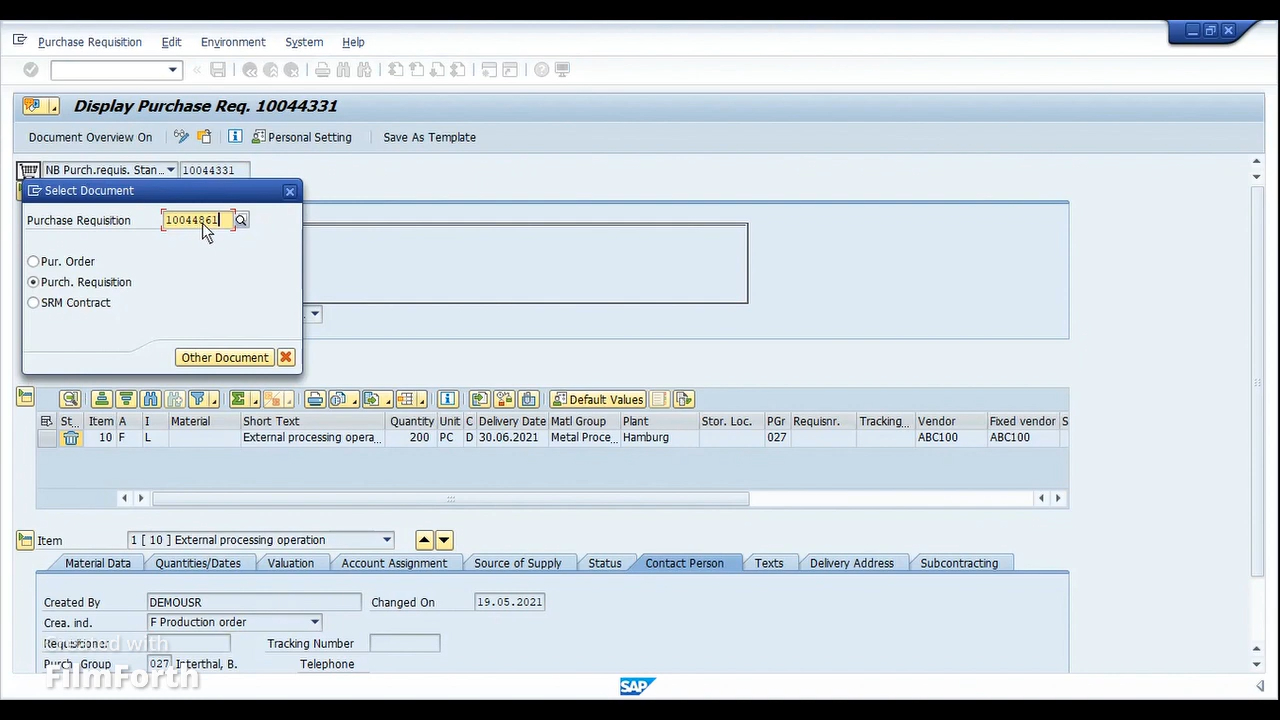 Purchase Requisition Edit Environment System Help
Display Purchase Req. 10044331
Document Overview On Personal Setting Save As Template
NB Purch.requis. Stan... 10044331
Select Document
Purchase Requisition 10044861
Pur. Order
Purch. Requisition
SRM Contract
Other Document
Default Values
St... Item A I Material Short Text Quantity Unit C Delivery Date Matl Group Plant Stor. Loc. PGr Requisnr. Tracking... Vendor Fixed vendor S
10 F L External processing opera... 200 PC D 30.06.2021 Metal Proce... Hamburg 027 ABC100 ABC100
Item 1 [ 10 ] External processing operation
Material Data Quantities/Dates Valuation Account Assignment Source of Supply Status Contact Person Texts Delivery Address Subcontracting
Created By DEMOUSR Changed On 19.05.2021
Crea. ind. F Production order
Requisitioner Tracking Number
Purch. Group 027 Interthal, B. Telephone
Created with
FilmForth
SAP